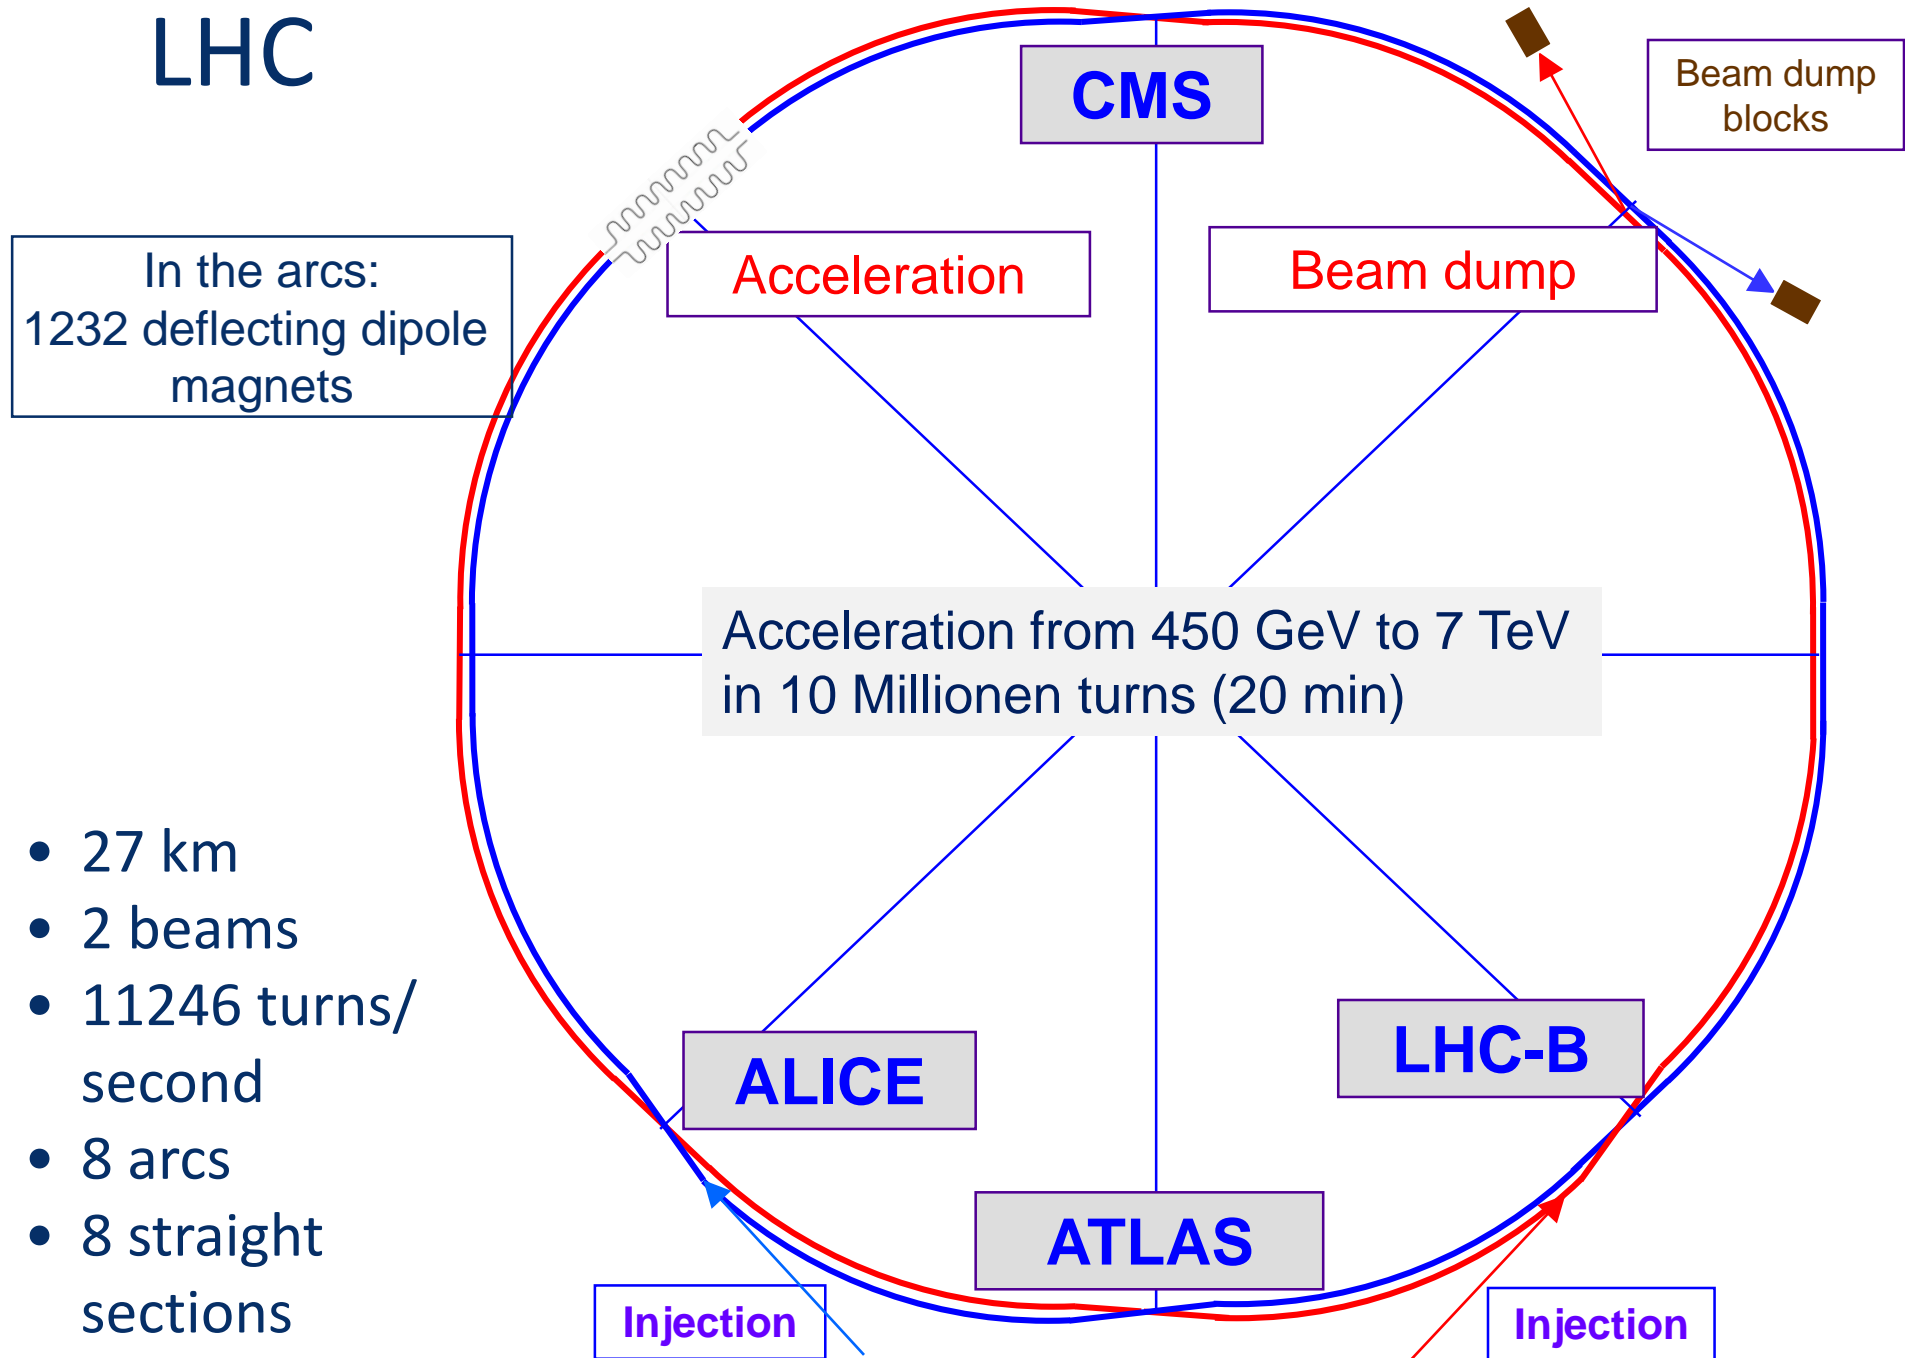 LHC
CMS
Beam dump
blocks
In the arcs:
1232 deflecting dipole
magnets
Acceleration
Beam dump
Acceleration from 450 GeV to 7 TeV
in 10 Millionen turns (20 min)
• 27 km
• 2 beams
• 11246 turns/
second
• 8 arcs
• 8 straight
sections
ALICE
LHC-B
ATLAS
Injection
Injection